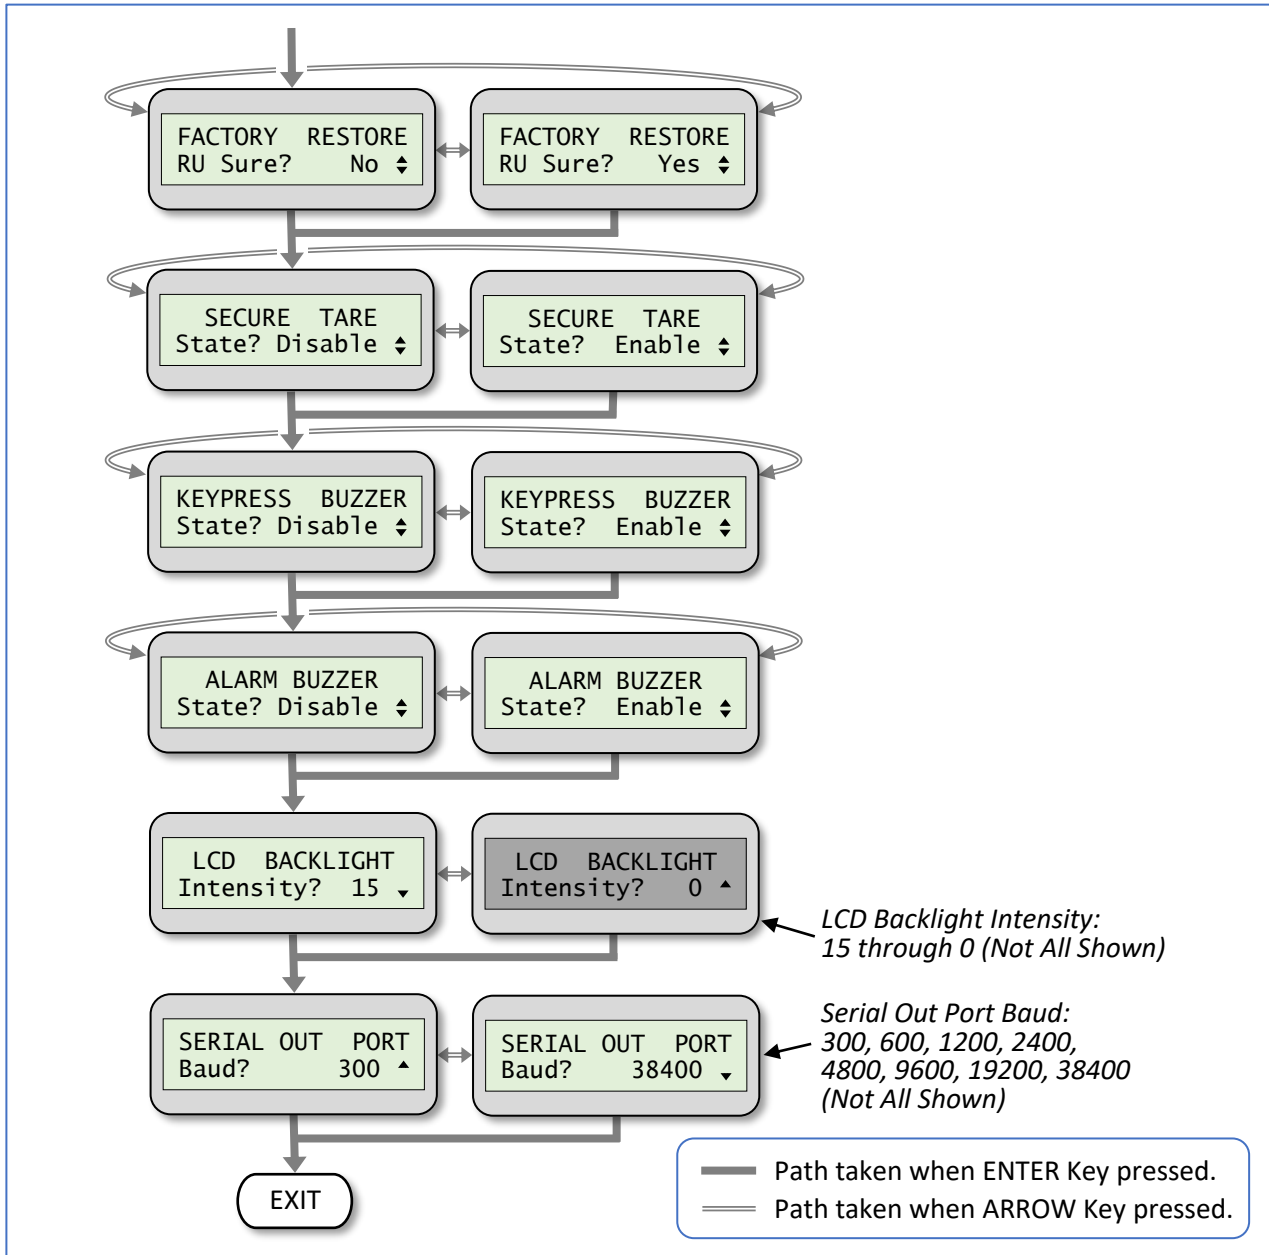 FACTORY RESTORE
RU Sure? No
FACTORY RESTORE
RU Sure? Yes
SECURE TARE
State? Disable
SECURE TARE
State? Enable
KEYPRESS BUZZER
State? Disable
KEYPRESS BUZZER
State? Enable
ALARM BUZZER
State? Disable
ALARM BUZZER
State? Enable
LCD BACKLIGHT
Intensity? 15
LCD BACKLIGHT
Intensity? 0
LCD Backlight Intensity:
15 through 0 (Not All Shown)
SERIAL OUT PORT
Baud? 300
SERIAL OUT PORT
Baud? 38400
Serial Out Port Baud:
300, 600, 1200, 2400,
4800, 9600, 19200, 38400
(Not All Shown)
EXIT
Path taken when ENTER Key pressed.
Path taken when ARROW Key pressed.